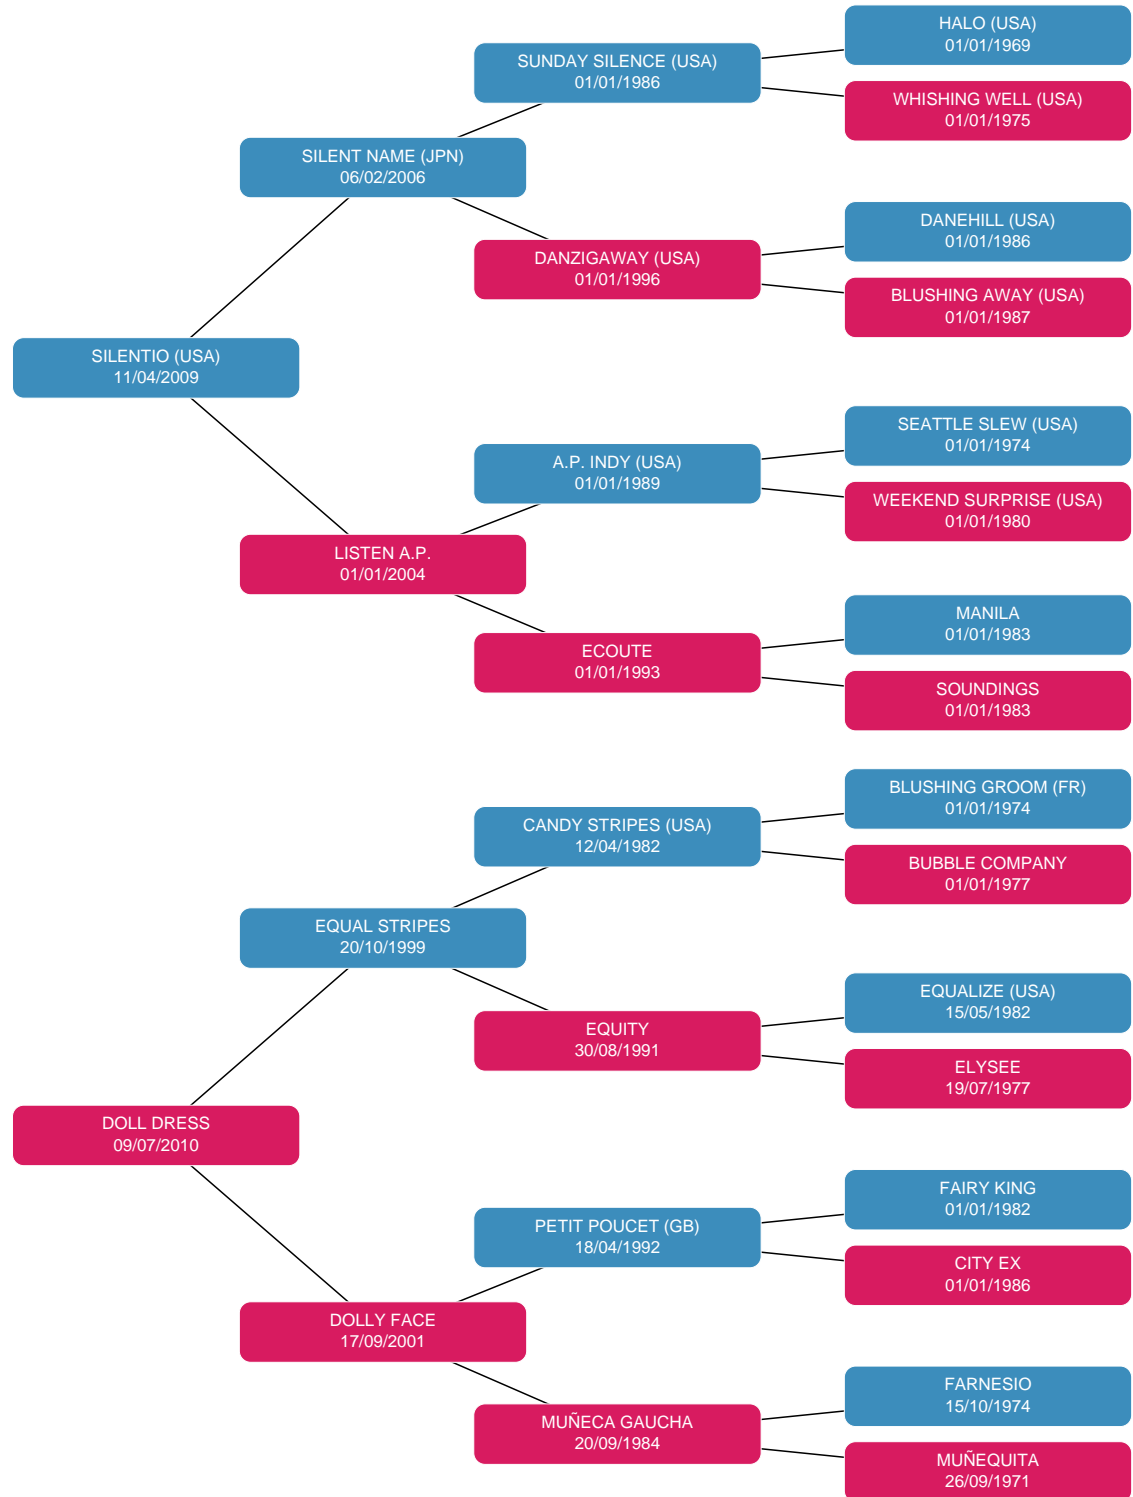 HALO (USA)
01/01/1969
SUNDAY SILENCE (USA)
01/01/1986
WHISHING WELL (USA)
01/01/1975
SILENT NAME (JPN)
06/02/2006
DANEHILL (USA)
01/01/1986
DANZIGAWAY (USA)
01/01/1996
BLUSHING AWAY (USA)
01/01/1987
SILENTIO (USA)
11/04/2009
SEATTLE SLEW (USA)
01/01/1974
A.P. INDY (USA)
01/01/1989
WEEKEND SURPRISE (USA)
01/01/1980
LISTEN A.P.
01/01/2004
MANILA
01/01/1983
ECOUTE
01/01/1993
SOUNDINGS
01/01/1983
BLUSHING GROOM (FR)
01/01/1974
CANDY STRIPES (USA)
12/04/1982
BUBBLE COMPANY
01/01/1977
EQUAL STRIPES
20/10/1999
EQUALIZE (USA)
15/05/1982
EQUITY
30/08/1991
ELYSEE
19/07/1977
DOLL DRESS
09/07/2010
FAIRY KING
01/01/1982
PETIT POUCET (GB)
18/04/1992
CITY EX
01/01/1986
DOLLY FACE
17/09/2001
FARNESIO
15/10/1974
MUÑECA GAUCHA
20/09/1984
MUÑEQUITA
26/09/1971